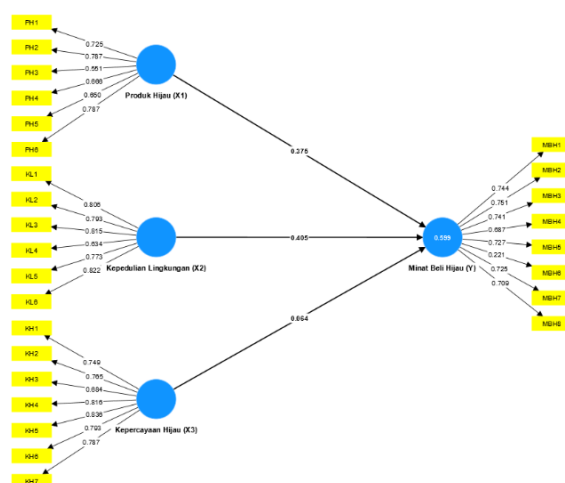 PH1
0.725
PH2
0.787
PH3
0.551
PH4
0.666
PH5
0.650
PH6
0.787
Produk Hijau (X1)
0.375
KL1
0.806
KL2
0.793
KL3
0.815
KL4
0.634
KL5
0.773
KL6
0.822
Kepedulian Lingkungan (X2)
0.405
KH1
0.749
KH2
0.765
KH3
0.684
KH4
0.816
KH5
0.836
KH6
0.793
KH7
0.787
Kepercayaan Hijau (X3)
0.064
0.599
Minat Beli Hijau (Y)
MBH1
0.744
MBH2
0.751
MBH3
0.741
MBH4
0.687
MBH5
0.727
MBH6
0.221
MBH7
0.725
MBH8
0.709